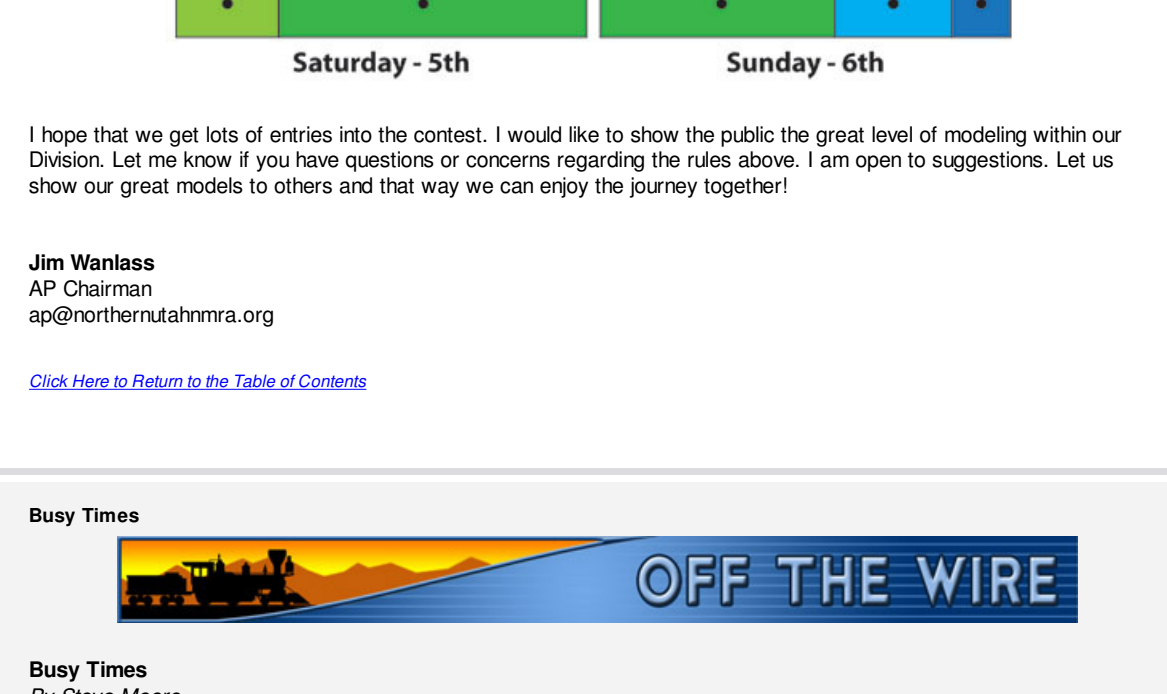 Saturday - 5th
Sunday - 6th
I hope that we get lots of entries into the contest. I would like to show the public the great level of modeling within our
Division. Let me know if you have questions or concerns regarding the rules above. I am open to suggestions. Let us
show our great models to others and that way we can enjoy the journey together!
Jim Wanlass
AP Chairman
ap@northernutahnmra.org
Click Here to Return to the Table of Contents
Busy Times
OFF THE WIRE
Busy Times
By Steve Moore